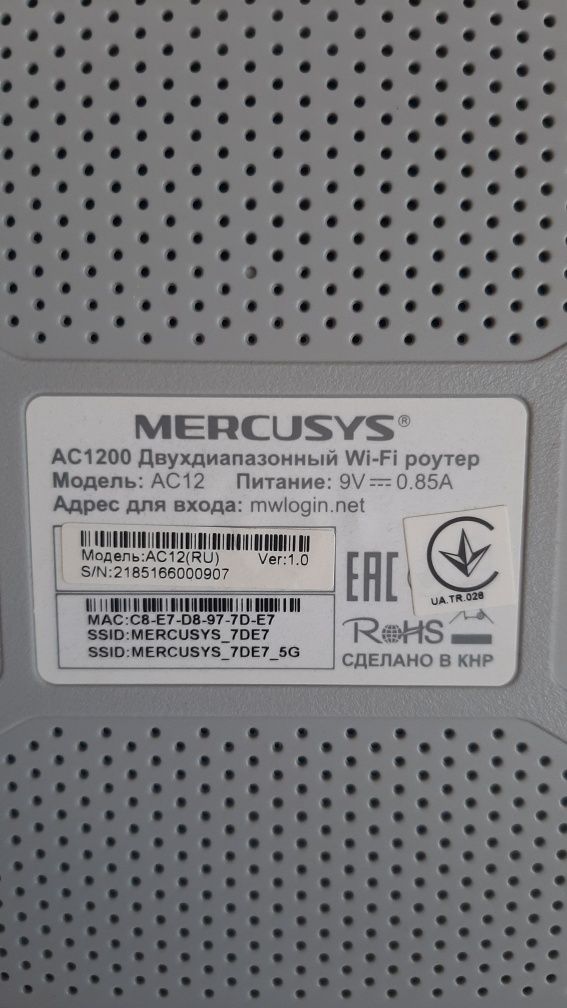 MERCUSYS®
AC1200 Двухдиапазонный Wi-Fi роутер
Модель: AC12 Питание: 9V⎓0.85A
Адрес для входа: mwlogin.net
Модель:AC12(RU) Ver:1.0
S/N:2185166000907
MAC:C8-E7-D8-97-7D-E7
SSID:MERCUSYS_7DE7
SSID:MERCUSYS_7DE7_5G
EAC
UA.TR.028
RoHS
СДЕЛАНО В КНР